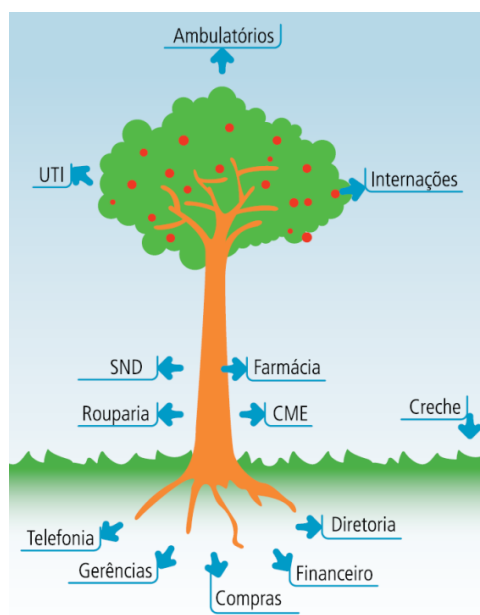 Ambulatórios
UTI
Internações
SND
Farmácia
Rouparia
CME
Creche
Telefonia
Diretoria
Gerências
Financeiro
Compras